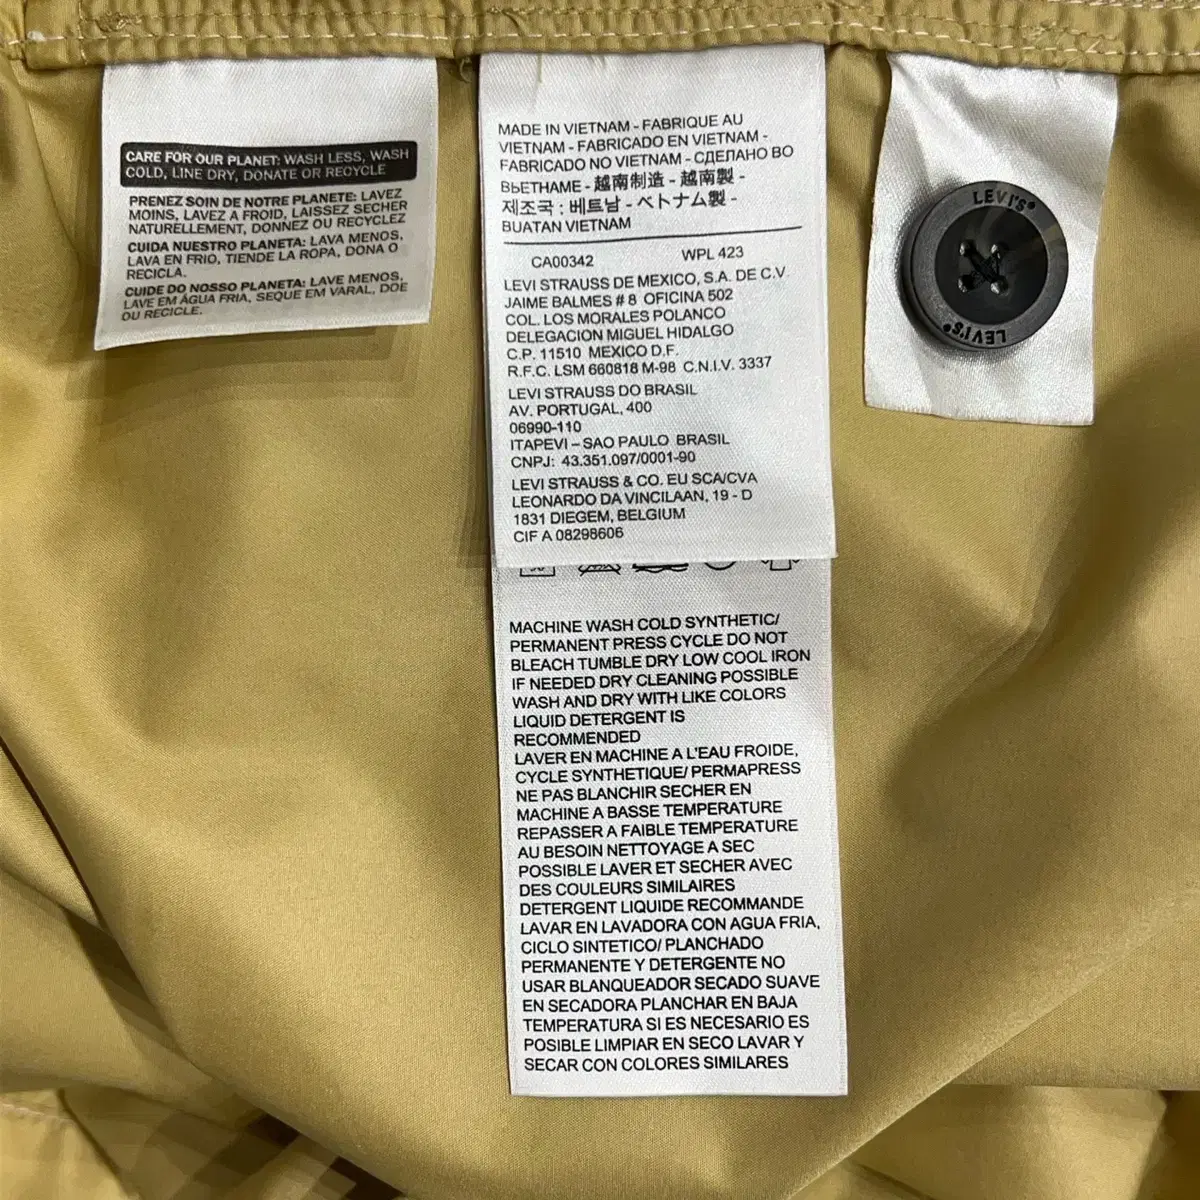 CARE FOR OUR PLANET: WASH LESS, WASH
COLD, LINE DRY, DONATE OR RECYCLE
PRENEZ SOIN DE NOTRE PLANETE: LAVEZ
MOINS, LAVEZ A FROID, LAISSEZ SECHER
NATURELLEMENT, DONNEZ OU RECYCLEZ
CUIDA NUESTRO PLANETA: LAVA MENOS,
LAVA EN FRIO, TIENDE LA ROPA, DONA O
RECICLA.
CUIDE DO NOSSO PLANETA: LAVE MENOS,
LAVE EM ÁGUA FRIA, SEQUE EM VARAL, DOE
OU RECICLE.
MADE IN VIETNAM - FABRIQUE AU
VIETNAM - FABRICADO EN VIETNAM -
FABRICADO NO VIETNAM - СДЕЛАНО ВО
ВЬЕТНАМЕ - 越南制造 - 越南製 -
제조국 : 베트남 - ベトナム製 -
BUATAN VIETNAM
CA00342 WPL 423
LEVI STRAUSS DE MEXICO, S.A. DE C.V.
JAIME BALMES # 8 OFICINA 502
COL. LOS MORALES POLANCO
DELEGACION MIGUEL HIDALGO
C.P. 11510 MEXICO D.F.
R.F.C. LSM 660818 M-98 C.N.I.V. 3337
LEVI STRAUSS DO BRASIL
AV. PORTUGAL, 400
06990-110
ITAPEVI – SAO PAULO BRASIL
CNPJ: 43.351.097/0001-90
LEVI STRAUSS & CO. EU SCA/CVA
LEONARDO DA VINCILAAN, 19 - D
1831 DIEGEM, BELGIUM
CIF A 08298606
MACHINE WASH COLD SYNTHETIC/
PERMANENT PRESS CYCLE DO NOT
BLEACH TUMBLE DRY LOW COOL IRON
IF NEEDED DRY CLEANING POSSIBLE
WASH AND DRY WITH LIKE COLORS
LIQUID DETERGENT IS
RECOMMENDED
LAVER EN MACHINE A L'EAU FROIDE,
CYCLE SYNTHETIQUE/ PERMAPRESS
NE PAS BLANCHIR SECHER EN
MACHINE A BASSE TEMPERATURE
REPASSER A FAIBLE TEMPERATURE
AU BESOIN NETTOYAGE A SEC
POSSIBLE LAVER ET SECHER AVEC
DES COULEURS SIMILAIRES
DETERGENT LIQUIDE RECOMMANDE
LAVAR EN LAVADORA CON AGUA FRIA,
CICLO SINTETICO/ PLANCHADO
PERMANENTE Y DETERGENTE NO
USAR BLANQUEADOR SECADO SUAVE
EN SECADORA PLANCHAR EN BAJA
TEMPERATURA SI ES NECESARIO ES
POSIBLE LIMPIAR EN SECO LAVAR Y
SECAR CON COLORES SIMILARES
LEVI'S®
LEVI'S®